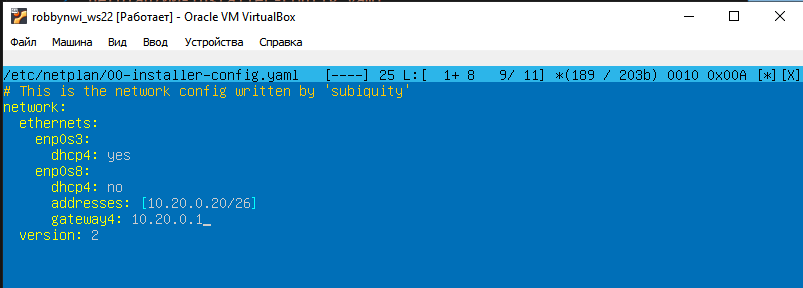 robbynwi_ws22 [Работает] - Oracle VM VirtualBox
Файл Машина Вид Ввод Устройства Справка
/etc/netplan/00-installer-config.yaml [----] 25 L:[ 1+ 8 9/ 11] *(189 / 203b) 0010 0x00A [*][X]
# This is the network config written by 'subiquity'
network:
  ethernets:
    enp0s3:
      dhcp4: yes
    enp0s8:
      dhcp4: no
      addresses: [10.20.0.20/26]
      gateway4: 10.20.0.1_
  version: 2